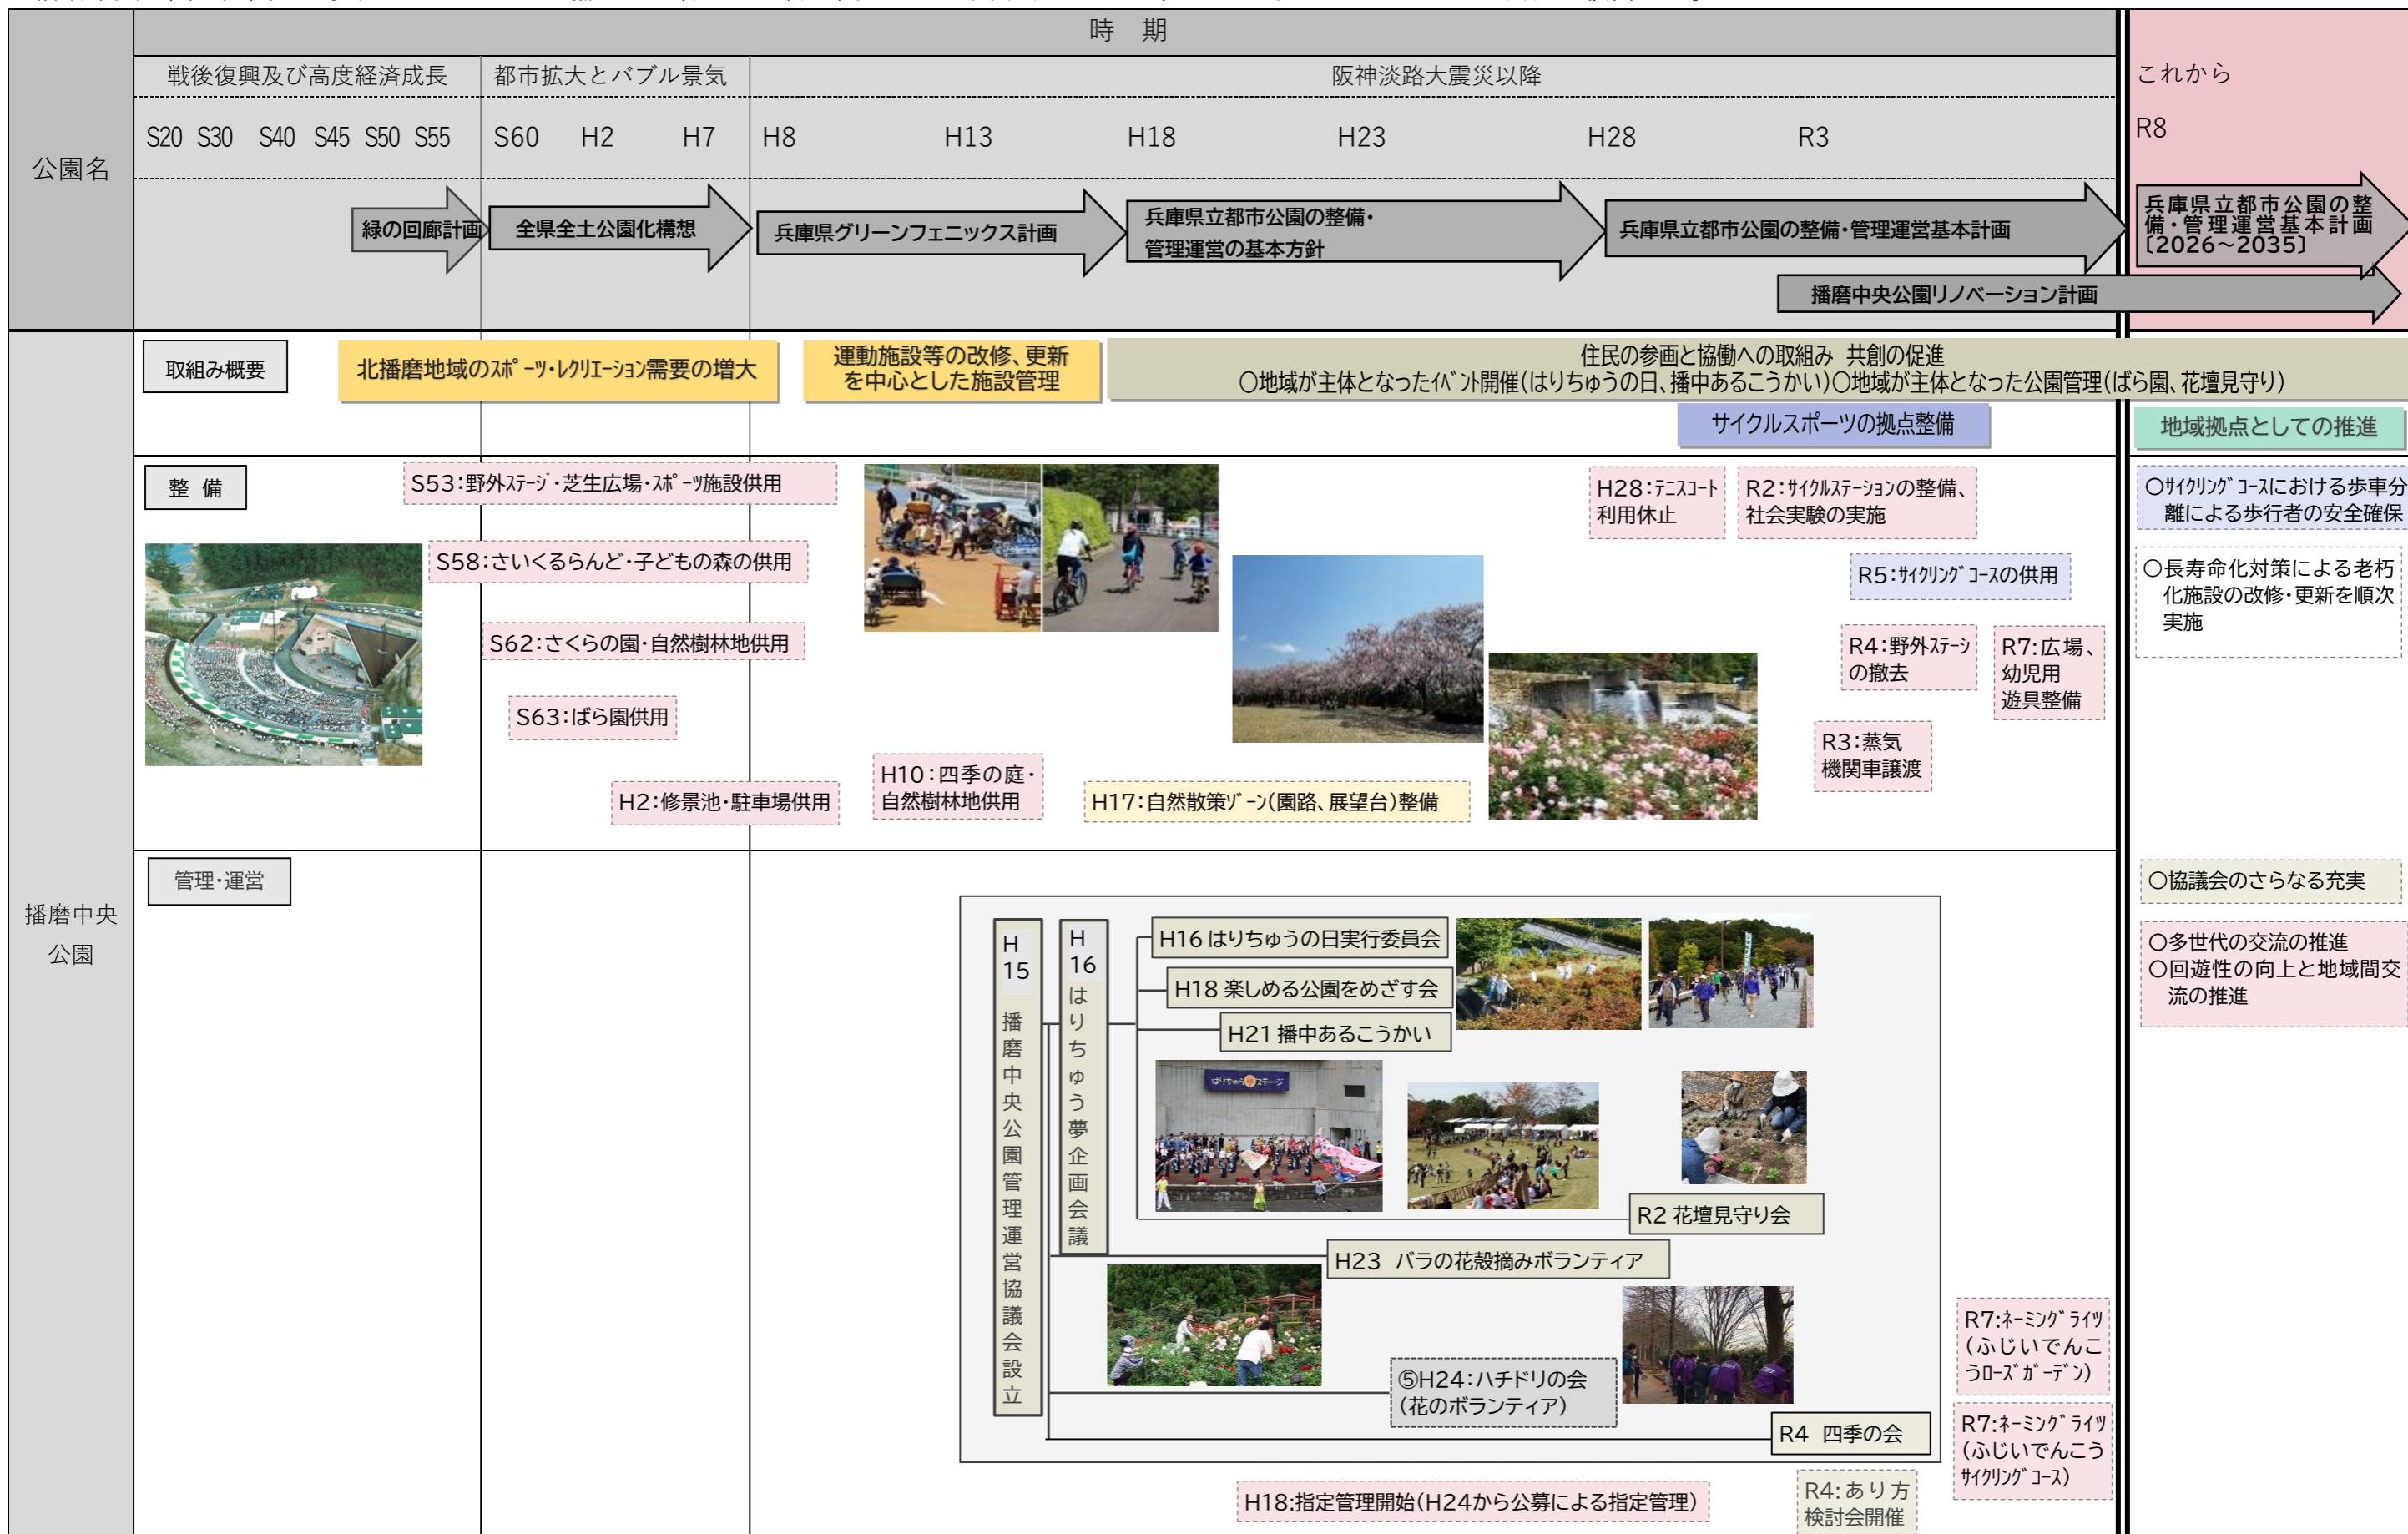 時 期
公園名
戦後復興及び高度経済成長
都市拡大とバブル景気
阪神淡路大震災以降
これから
S20 S30 S40 S45 S50 S55 S60 H2 H7 H8 H13 H18 H23 H28 R3
R8
緑の回廊計画
全県全土公園化構想
兵庫県グリーンフェニックス計画
兵庫県立都市公園の整備・
管理運営の基本方針
兵庫県立都市公園の整備・管理運営基本計画
兵庫県立都市公園の整
備・管理運営基本計画
〔2026～2035〕
播磨中央公園リノベーション計画
播磨中央
公園
取組み概要
北播磨地域のｽﾎﾟｰﾂ・ﾚｸﾘｴｰｼｮﾝ需要の増大
運動施設等の改修、更新
を中心とした施設管理
住民の参画と協働への取組み 共創の促進
〇地域が主体となったｲﾍﾞﾝﾄ開催(はりちゅうの日、播中あるこうかい)〇地域が主体となった公園管理(ばら園、花壇見守り)
サイクルスポーツの拠点整備
地域拠点としての推進
整 備
S53：野外ｽﾃｰｼﾞ・芝生広場・ｽﾎﾟｰﾂ施設供用
S58：さいくるらんど・子どもの森の供用
S62：さくらの園・自然樹林地供用
S63：ばら園供用
H2：修景池・駐車場供用
H10：四季の庭・
自然樹林地供用
H17：自然散策ｿﾞｰﾝ(園路、展望台)整備
H28：ﾃﾆｽｺｰﾄ
利用休止
R2：ｻｲｸﾙｽﾃｰｼｮﾝの整備、
社会実験の実施
R5：ｻｲｸﾘﾝｸﾞｺｰｽの供用
R4：野外ｽﾃｰｼ
の撤去
R7:広場、
幼児用
遊具整備
R3：蒸気
機関車譲渡
〇ｻｲｸﾘﾝｸﾞｺｰｽにおける歩車分
離による歩行者の安全確保
〇長寿命化対策による老朽
化施設の改修・更新を順次
実施
管理・運営
H
15
播磨中央公園管理運営協議会設立
H
16
はりちゅう夢企画会議
H16 はりちゅうの日実行委員会
H18 楽しめる公園をめざす会
H21 播中あるこうかい
R2 花壇見守り会
H23 バラの花殻摘みボランティア
⑤H24：ハチドリの会
(花のボランティア)
R4 四季の会
H18:指定管理開始(H24から公募による指定管理)
R4:あり方
検討会開催
R7:ﾈｰﾐﾝｸﾞﾗｲﾂ
(ふじいでんこ
うﾛｰｽﾞｶﾞｰﾃﾞﾝ)
R7:ﾈｰﾐﾝｸﾞﾗｲﾂ
(ふじいでんこう
ｻｲｸﾘﾝｸﾞｺｰｽ)
〇協議会のさらなる充実
〇多世代の交流の推進
〇回遊性の向上と地域間交
流の推進